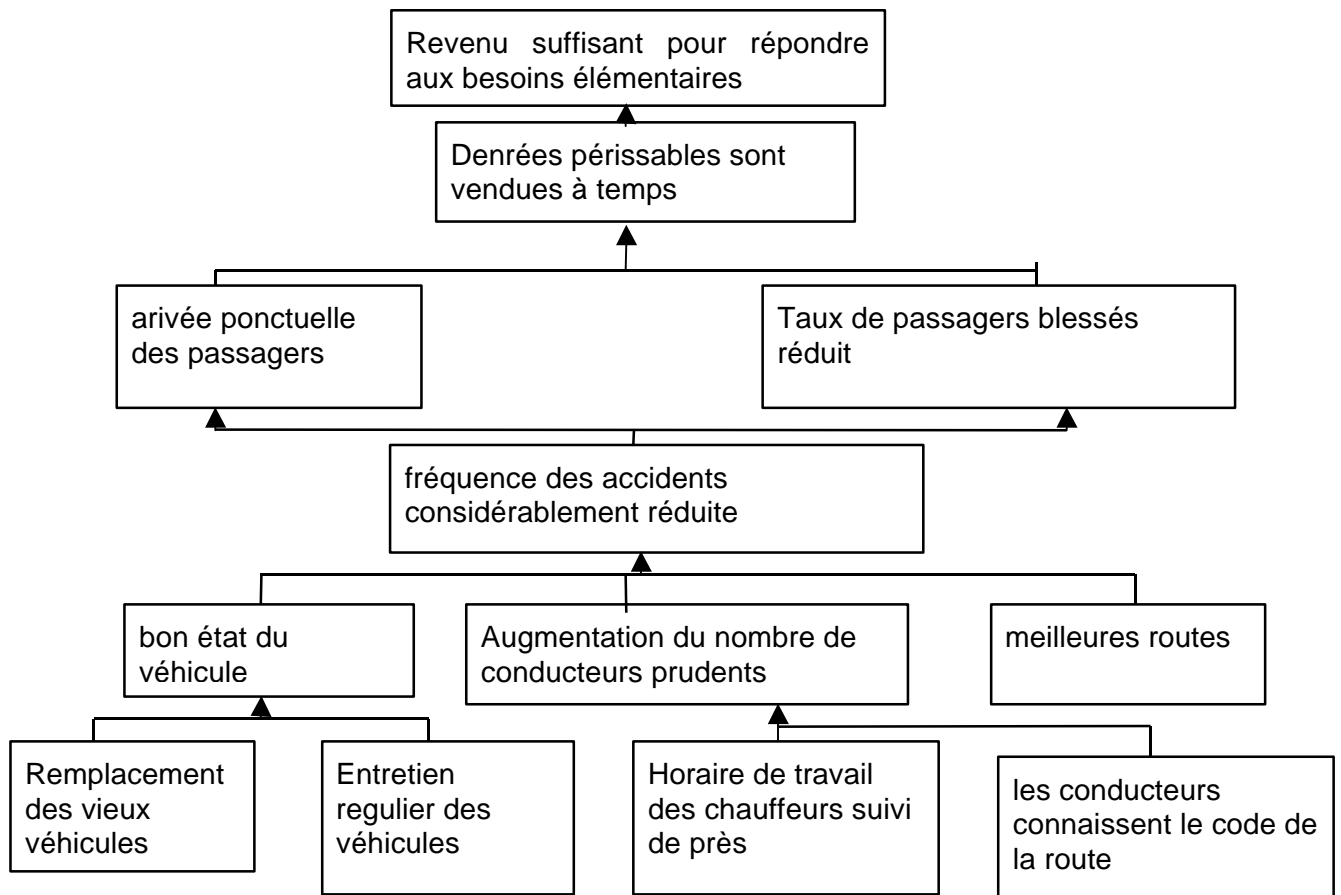 Revenu suffisant pour répondre
aux besoins élémentaires
Denrées périssables sont
vendues à temps
arivée ponctuelle
des passagers
Taux de passagers blessés
réduit
fréquence des accidents
considérablement réduite
bon état du
véhicule
Augmentation du nombre de
conducteurs prudents
meilleures routes
Remplacement
des vieux
véhicules
Entretien
regulier des
véhicules
Horaire de travail
des chauffeurs suivi
de près
les conducteurs
connaissent le code de
la route